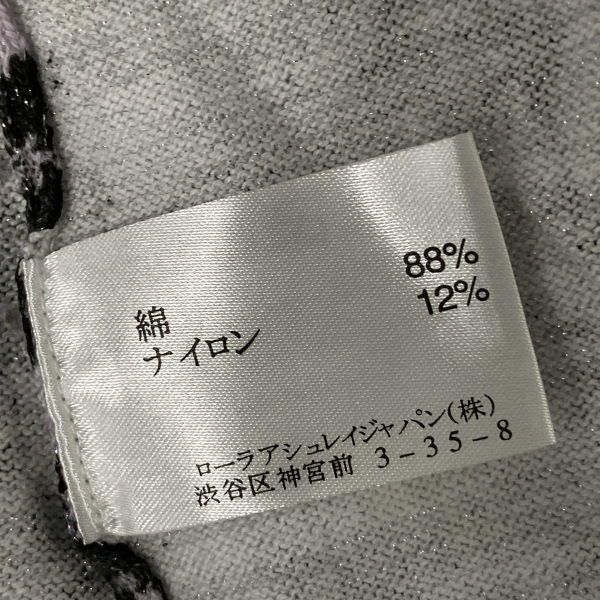 綿 88%
ナイロン 12%
ローラアシュレイジャパン(株)
渋谷区神宮前 3-35-8